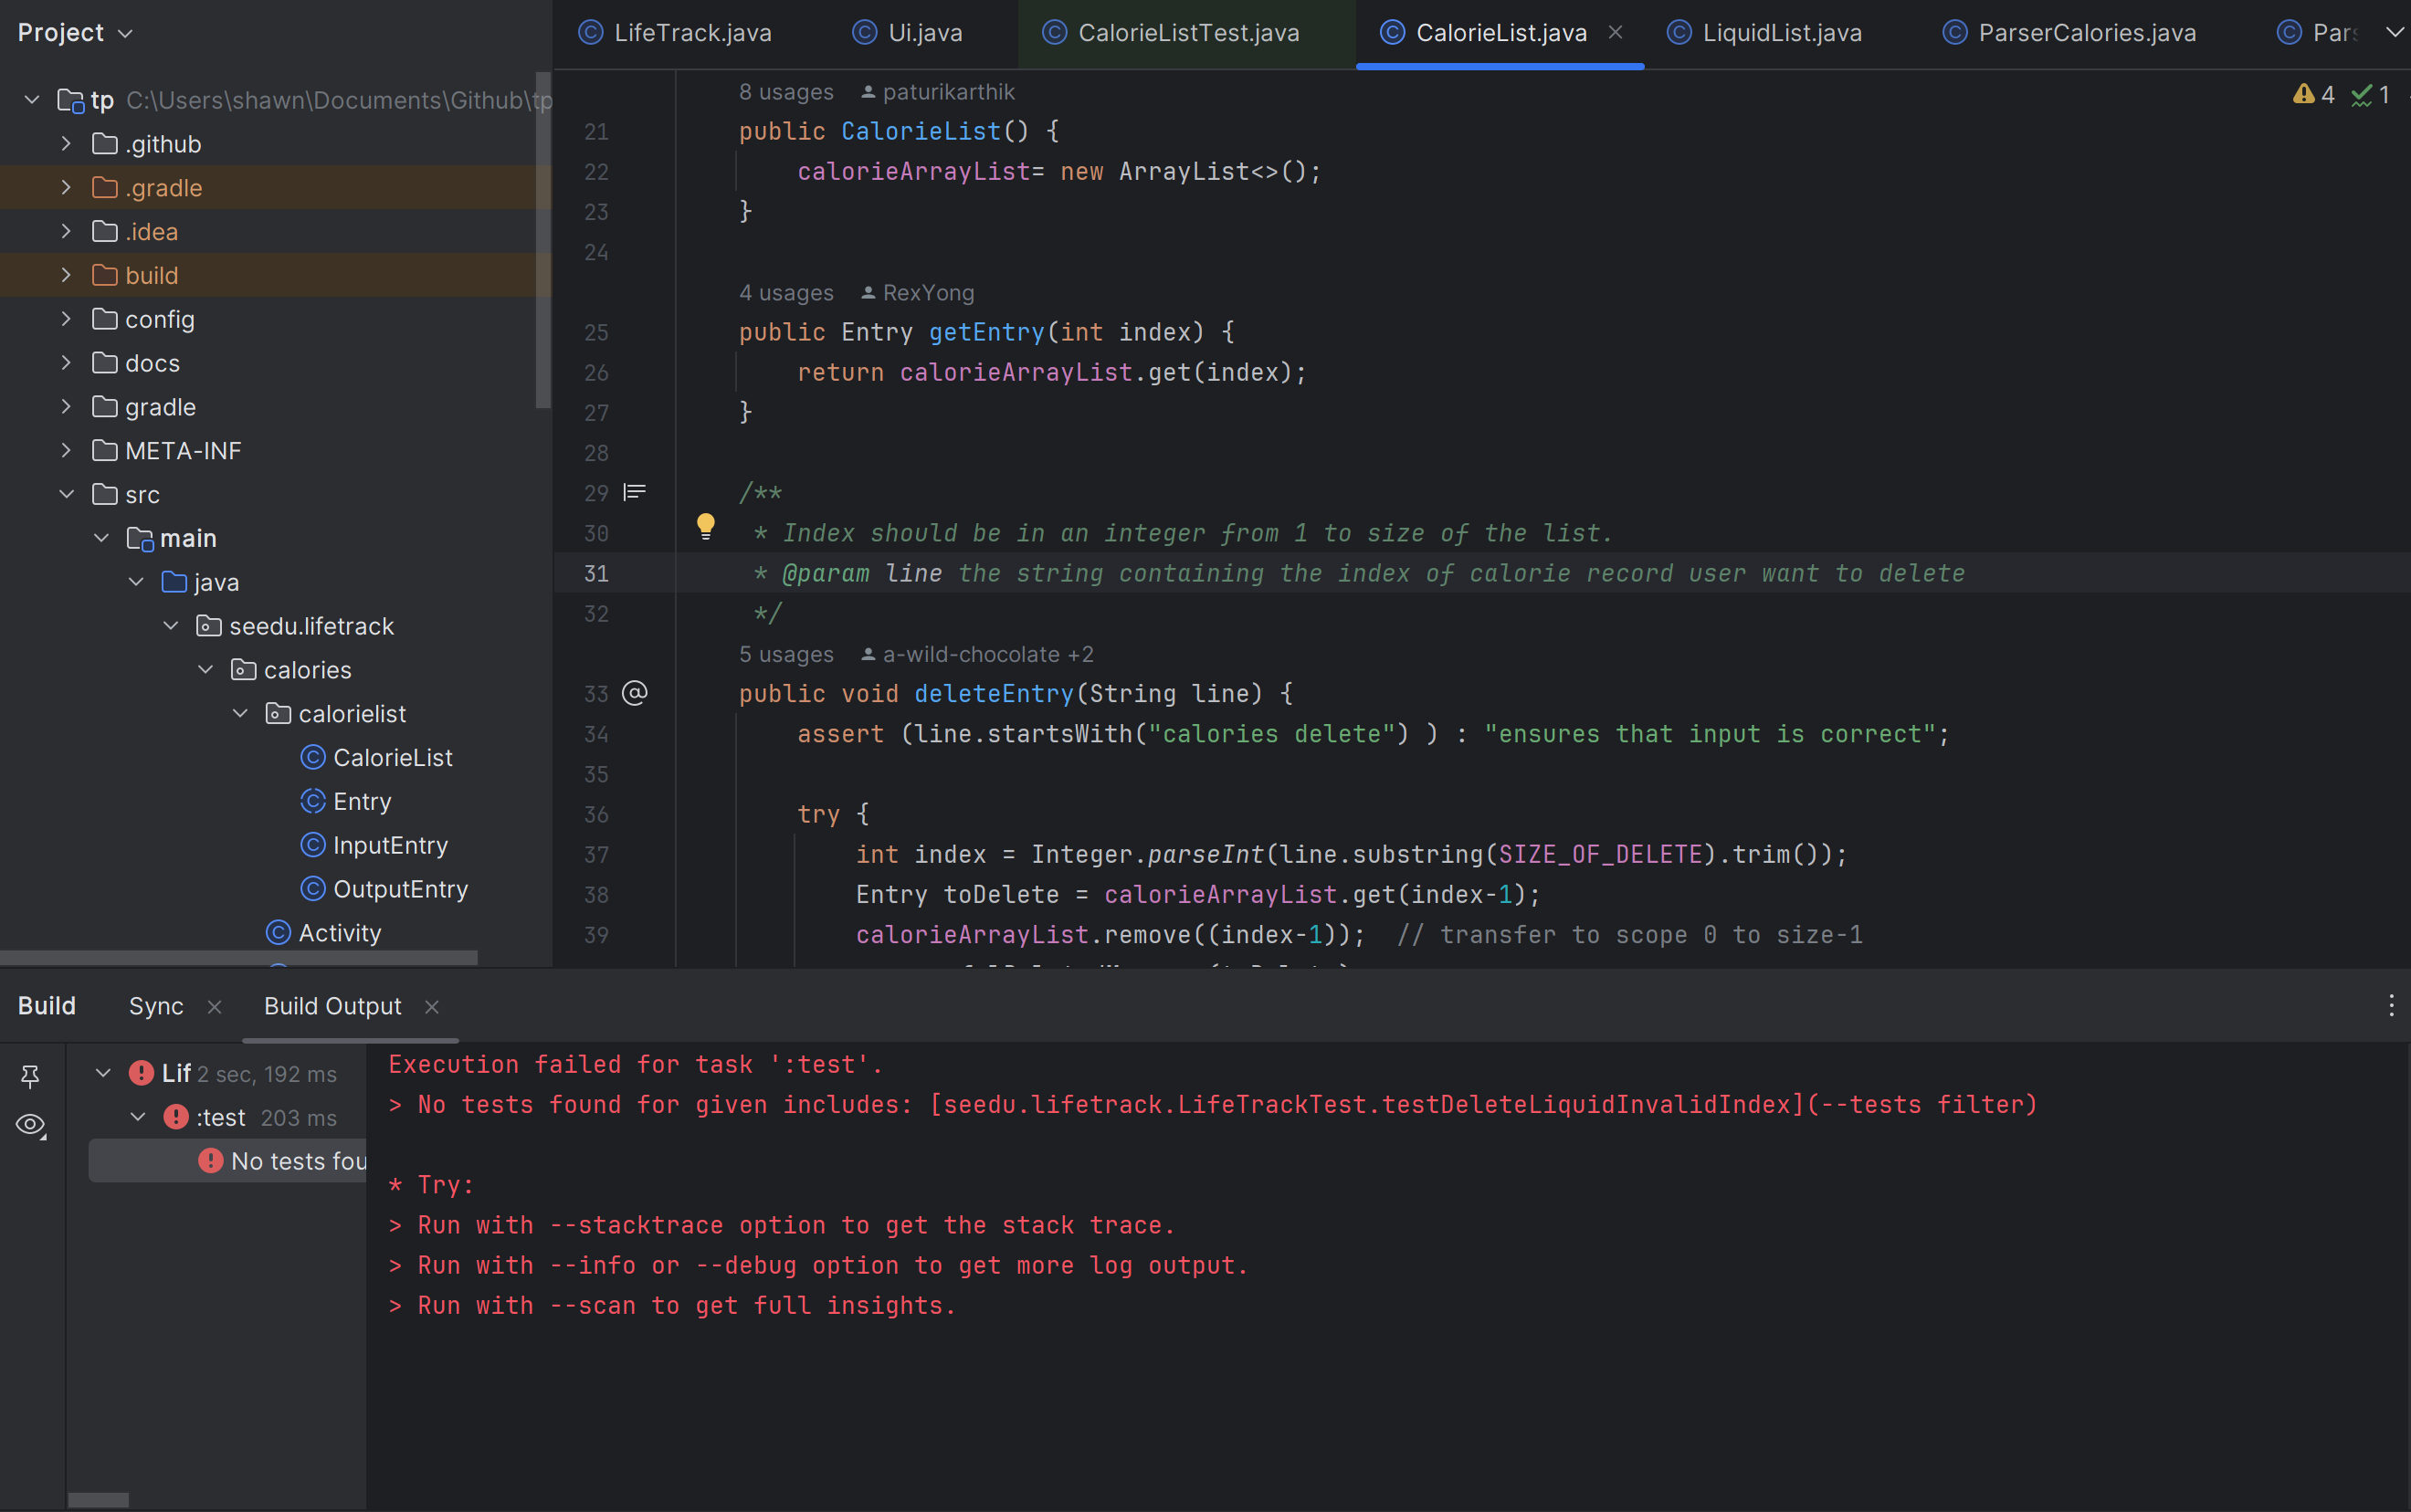 Project
LifeTrack.java
Ui.java
CalorieListTest.java
CalorieList.java
LiquidList.java
ParserCalories.java
Pars
tp C:\Users\shawn\Documents\Github\tp
.github
.gradle
.idea
build
config
docs
gradle
META-INF
src
main
java
seedu.lifetrack
calories
calorielist
CalorieList
Entry
InputEntry
OutputEntry
Activity
4 1
8 usages paturikarthik
21 public CalorieList() {
22 calorieArrayList= new ArrayList<>();
23 }
24
4 usages RexYong
25 public Entry getEntry(int index) {
26 return calorieArrayList.get(index);
27 }
28
29 /**
30 * Index should be in an integer from 1 to size of the list.
31 * @param line the string containing the index of calorie record user want to delete
32 */
5 usages a-wild-chocolate +2
33 public void deleteEntry(String line) {
34 assert (line.startsWith("calories delete") ) : "ensures that input is correct";
35
36 try {
37 int index = Integer.parseInt(line.substring(SIZE_OF_DELETE).trim());
38 Entry toDelete = calorieArrayList.get(index-1);
39 calorieArrayList.remove((index-1)); // transfer to scope 0 to size-1
Build
Sync
Build Output
Lif 2 sec, 192 ms
:test 203 ms
No tests fou
Execution failed for task ':test'.
> No tests found for given includes: [seedu.lifetrack.LifeTrackTest.testDeleteLiquidInvalidIndex](--tests filter)
* Try:
> Run with --stacktrace option to get the stack trace.
> Run with --info or --debug option to get more log output.
> Run with --scan to get full insights.